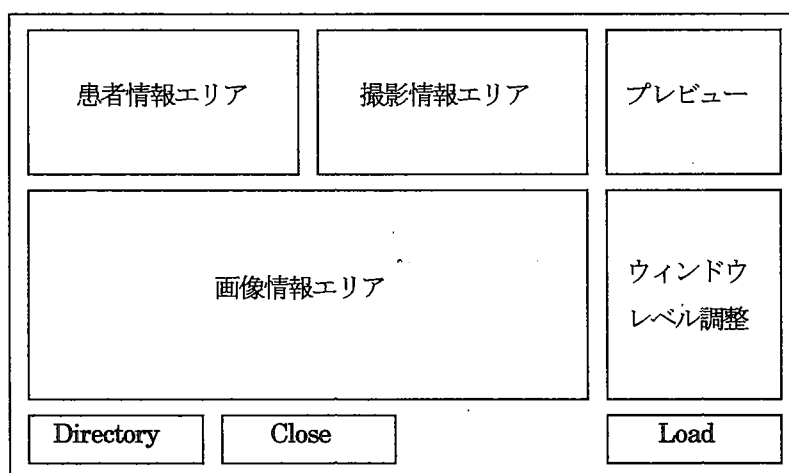 患者情報エリア
撮影情報エリア
プレビュー
画像情報エリア
ウィンドウ
レベル調整
Directory
Close
Load